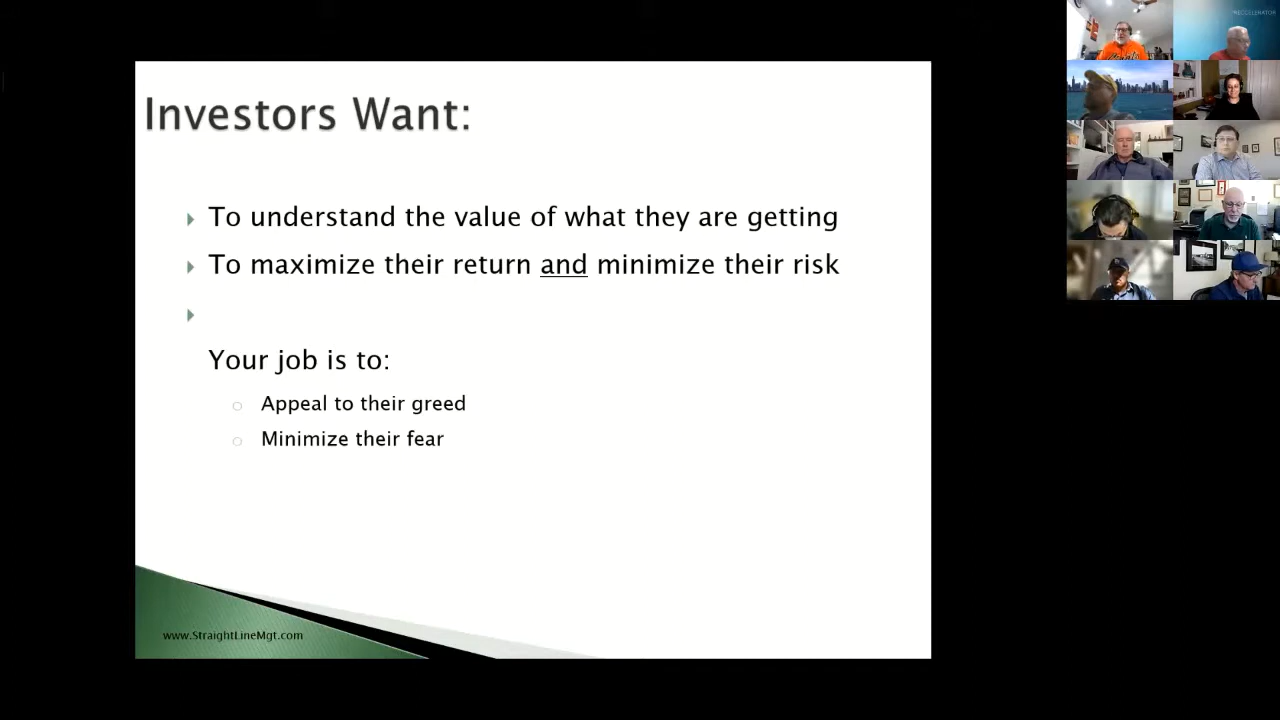 Investors Want:
To understand the value of what they are getting
To maximize their return and minimize their risk
Your job is to:
Appeal to their greed
Minimize their fear
www.StraightLineMgt.com